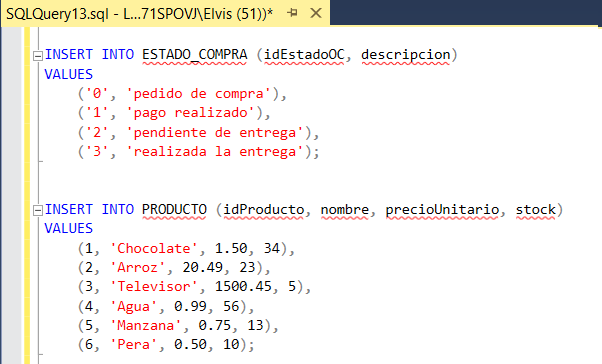 SQLQuery13.sql - L...71SPOVJ\Elvis (51))*
INSERT INTO ESTADO_COMPRA (idEstadoOC, descripcion)
VALUES
('0', 'pedido de compra'),
('1', 'pago realizado'),
('2', 'pendiente de entrega'),
('3', 'realizada la entrega');
INSERT INTO PRODUCTO (idProducto, nombre, precioUnitario, stock)
VALUES
(1, 'Chocolate', 1.50, 34),
(2, 'Arroz', 20.49, 23),
(3, 'Televisor', 1500.45, 5),
(4, 'Agua', 0.99, 56),
(5, 'Manzana', 0.75, 13),
(6, 'Pera', 0.50, 10);